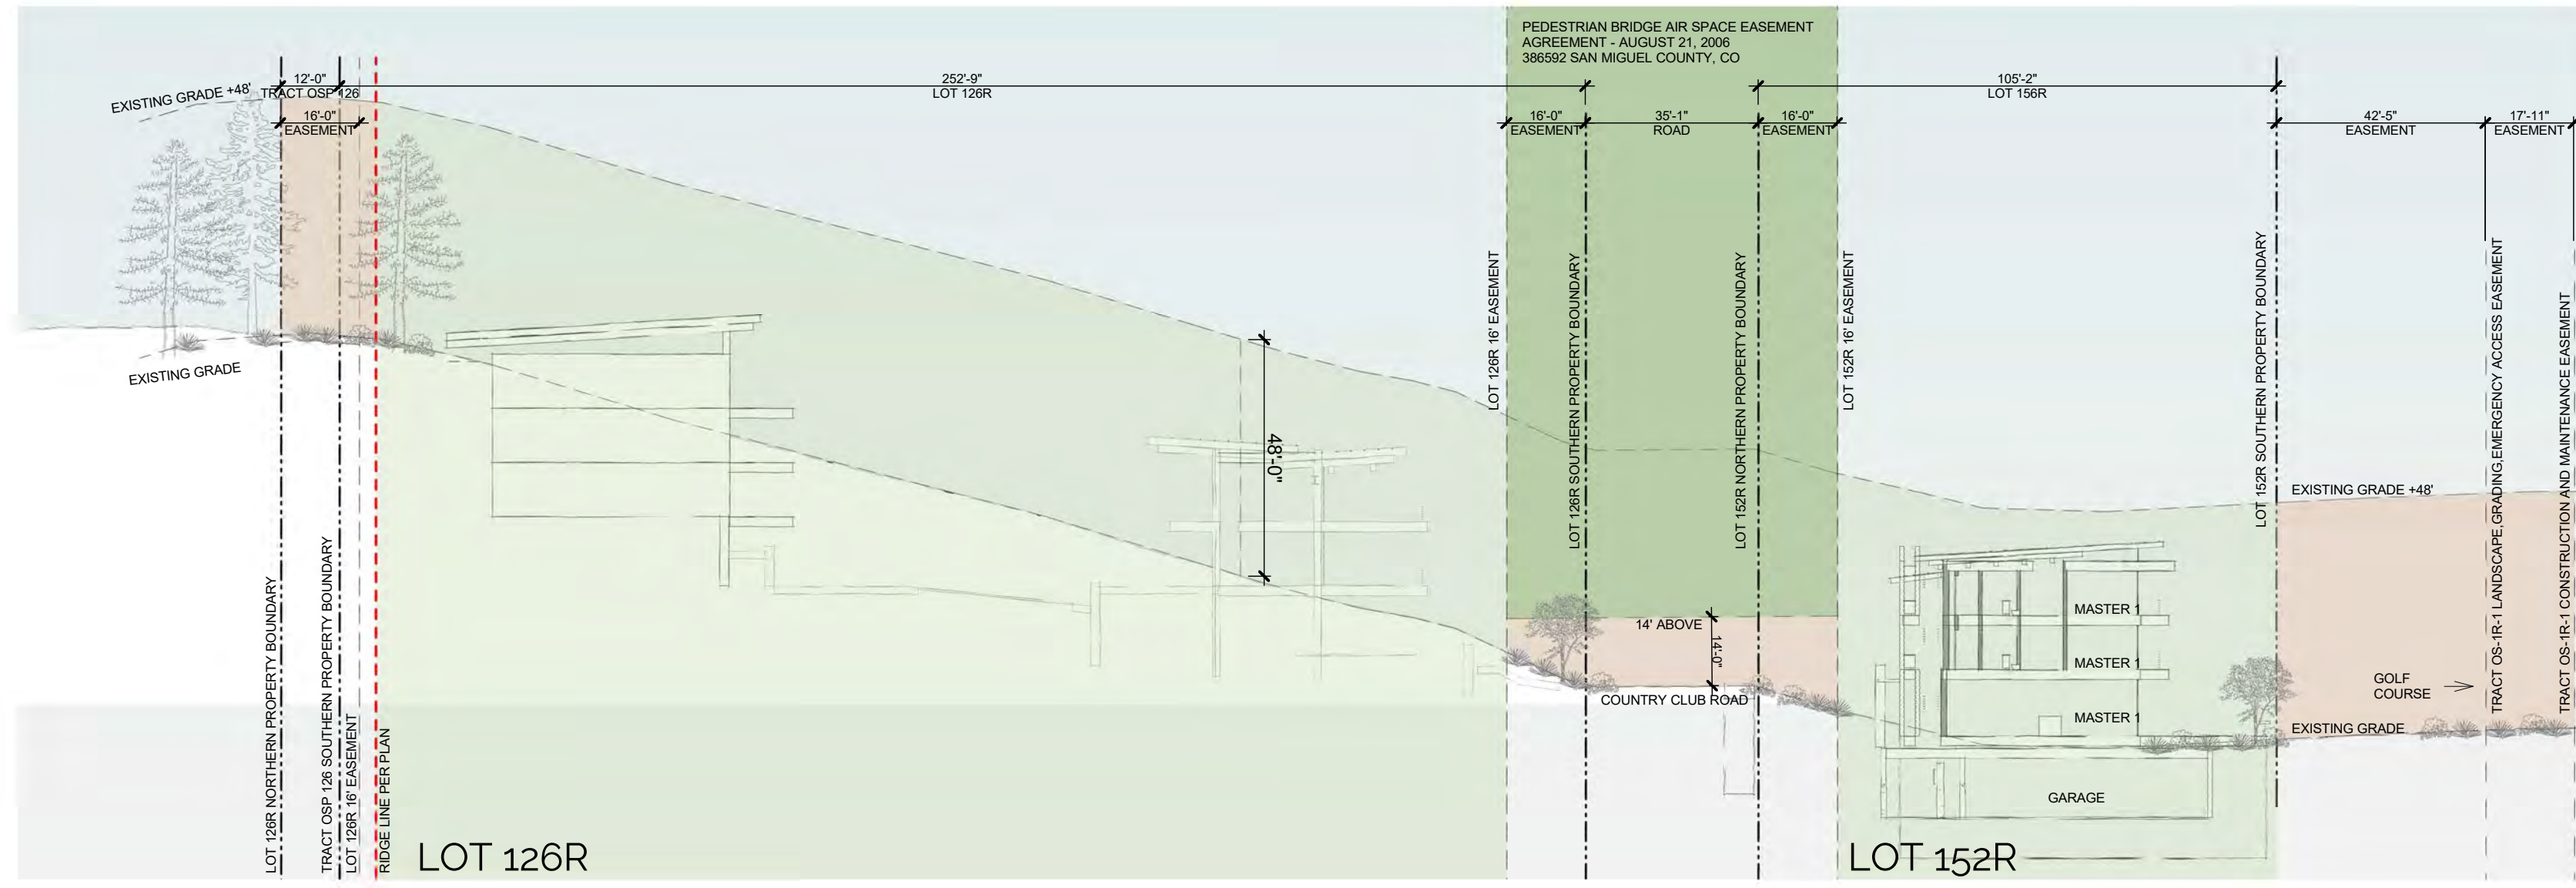 PEDESTRIAN BRIDGE AIR SPACE EASEMENT
AGREEMENT - AUGUST 21, 2006
386592 SAN MIGUEL COUNTY, CO
12'-0"
TRACT OSP 126
252'-9"
LOT 126R
105'-2"
LOT 156R
EXISTING GRADE +48'
16'-0"
EASEMENT
16'-0"
EASEMENT
35'-1"
ROAD
16'-0"
EASEMENT
42'-5"
EASEMENT
17'-11"
EASEMENT
EXISTING GRADE
48'-0"
LOT 126R NORTHERN PROPERTY BOUNDARY
TRACT OSP 126 SOUTHERN PROPERTY BOUNDARY
LOT 126R 16' EASEMENT
RIDGE LINE PER PLAN
LOT 126R 16' EASEMENT
LOT 126R SOUTHERN PROPERTY BOUNDARY
LOT 152R NORTHERN PROPERTY BOUNDARY
LOT 152R 16' EASEMENT
LOT 152R SOUTHERN PROPERTY BOUNDARY
TRACT OS-1R-1 LANDSCAPE,GRADING,EMERGENCY ACCESS EASEMENT
TRACT OS-1R-1 CONSTRUCTION AND MAINTENANCE EASEMENT
EXISTING GRADE +48'
14' ABOVE
14'-0"
COUNTRY CLUB ROAD
MASTER 1
MASTER 1
MASTER 1
GARAGE
GOLF
COURSE
EXISTING GRADE
LOT 126R
LOT 152R